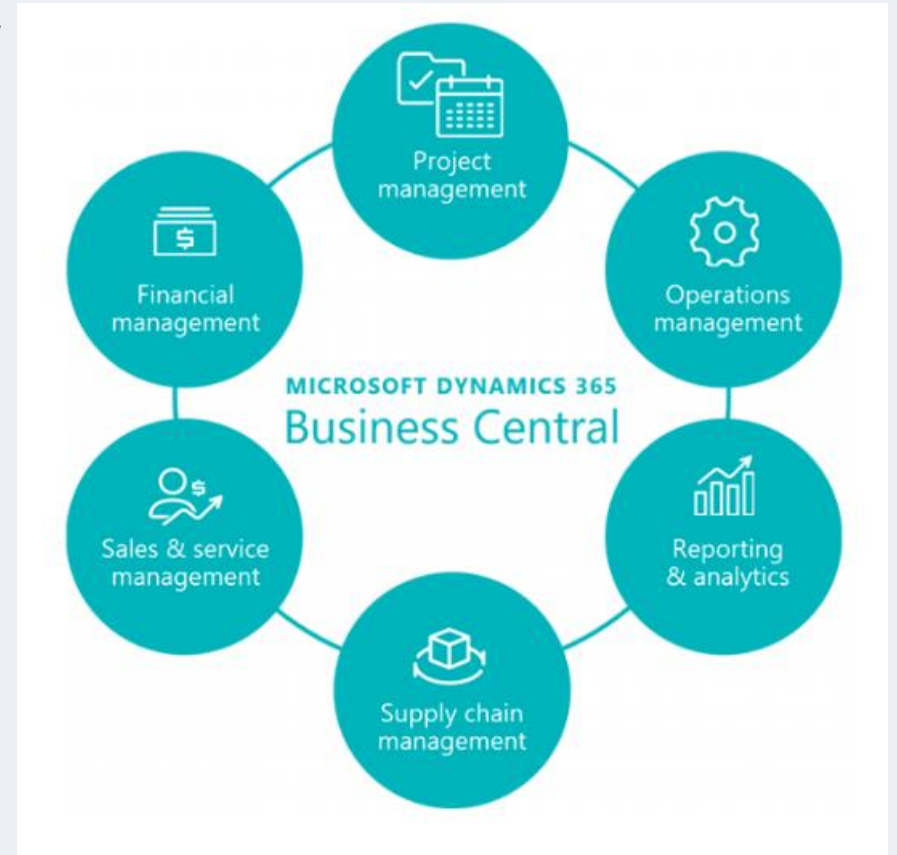 Project
management
Operations
management
Reporting
& analytics
Supply chain
management
Sales & service
management
$
Financial
management
$
MICROSOFT DYNAMICS 365
Business Central